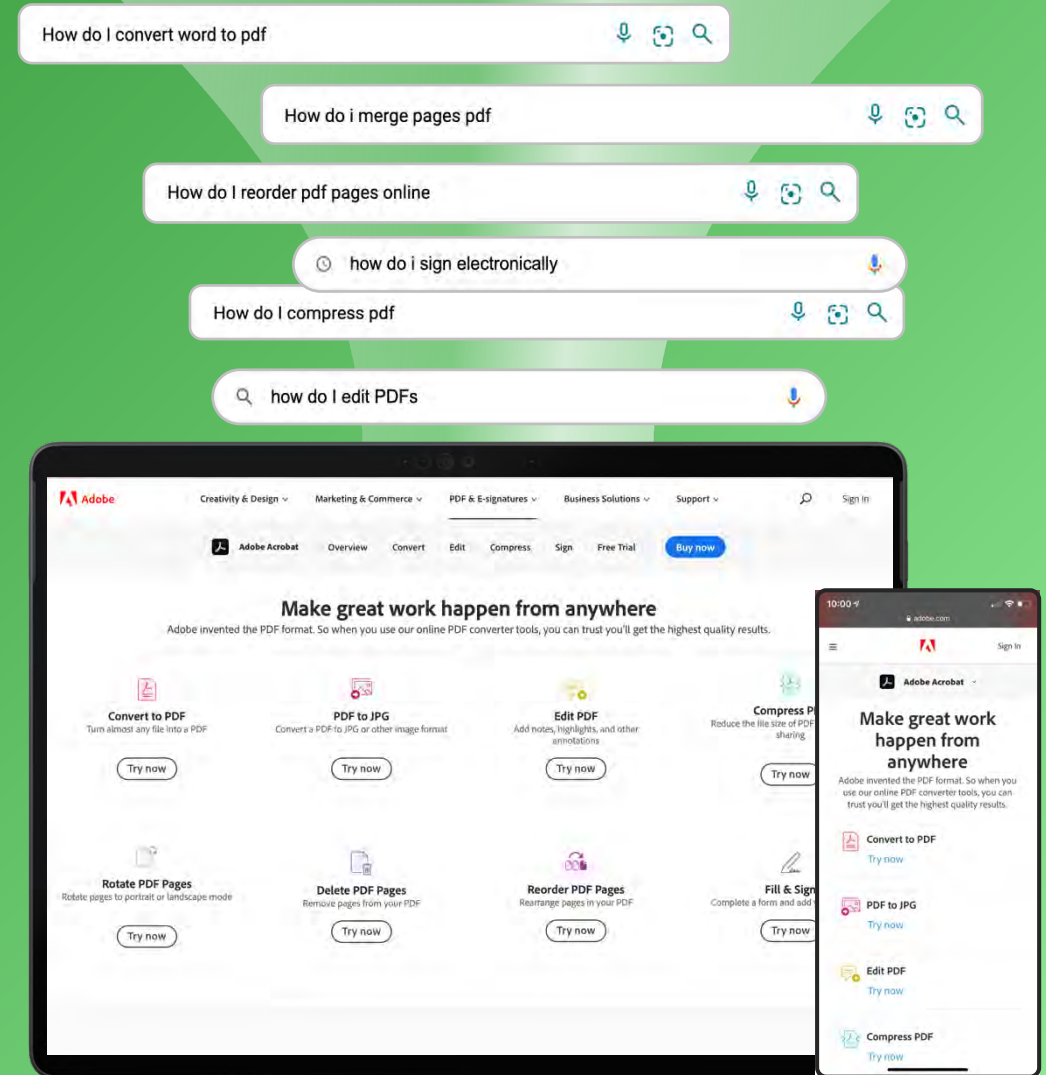 How do I convert word to pdf
How do i merge pages pdf
How do I reorder pdf pages online
how do i sign electronically
How do I compress pdf
how do I edit PDFs
Adobe
Creativity & Design
Marketing & Commerce
PDF & E-signatures
Business Solutions
Support
Sign In
Adobe Acrobat
Overview
Convert
Edit
Compress
Sign
Free Trial
Buy now
Make great work happen from anywhere
Adobe invented the PDF format. So when you use our online PDF converter tools, you can trust you'll get the highest quality results.
Convert to PDF
Turn almost any file into a PDF
Try now
PDF to JPG
Convert a PDF to JPG or other image format
Try now
Edit PDF
Add notes, highlights, and other
annotations
Try now
Compress P
Reduce the file size of PDF
sharing
Try now
Rotate PDF Pages
Rotate pages to portrait or landscape mode
Try now
Delete PDF Pages
Remove pages from your PDF
Try now
Reorder PDF Pages
Rearrange pages in your PDF
Try now
Fill & Sign
Complete a form and add
Try now
10:00
adobe.com
Sign In
Adobe Acrobat
Make great work
happen from
anywhere
Adobe invented the PDF format. So when you
use our online PDF converter tools, you can
trust you'll get the highest quality results.
Convert to PDF
Try now
PDF to JPG
Try now
Edit PDF
Try now
Compress PDF
Try now